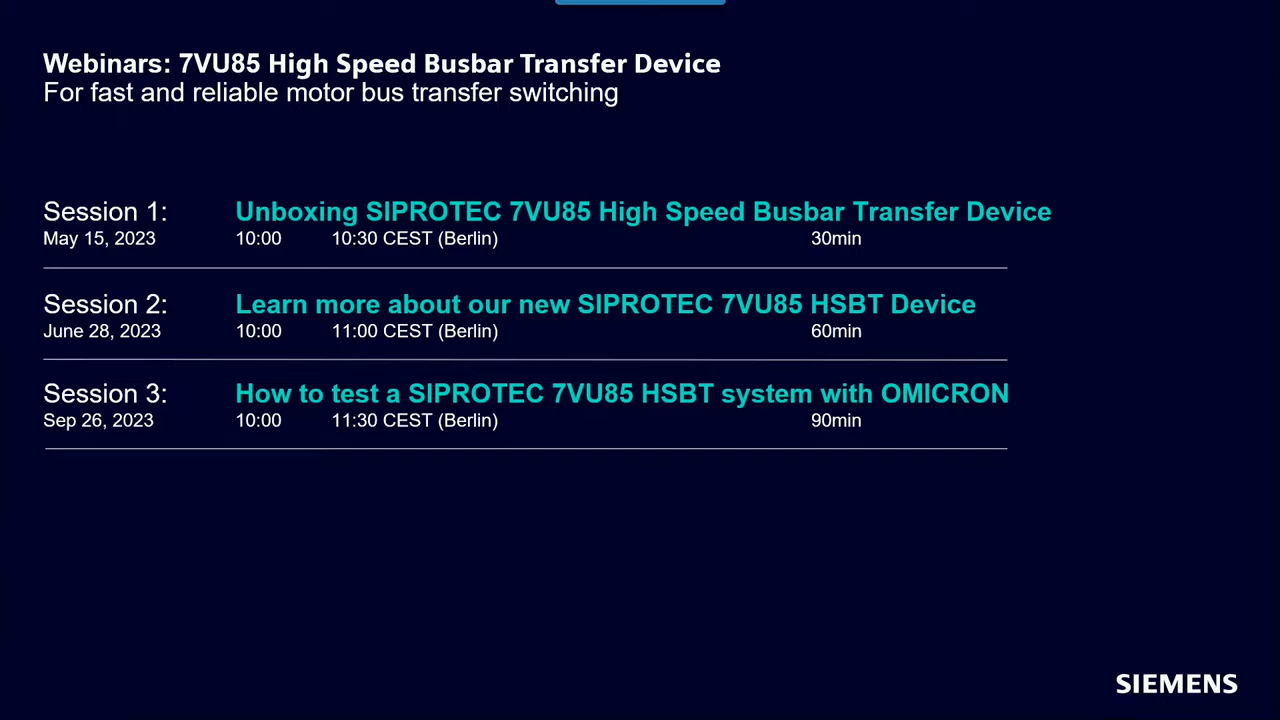 Webinars: 7VU85 High Speed Busbar Transfer Device
For fast and reliable motor bus transfer switching
Session 1: Unboxing SIPROTEC 7VU85 High Speed Busbar Transfer Device
May 15, 2023 10:00 10:30 CEST (Berlin) 30min
Session 2: Learn more about our new SIPROTEC 7VU85 HSBT Device
June 28, 2023 10:00 11:00 CEST (Berlin) 60min
Session 3: How to test a SIPROTEC 7VU85 HSBT system with OMICRON
Sep 26, 2023 10:00 11:30 CEST (Berlin) 90min
SIEMENS